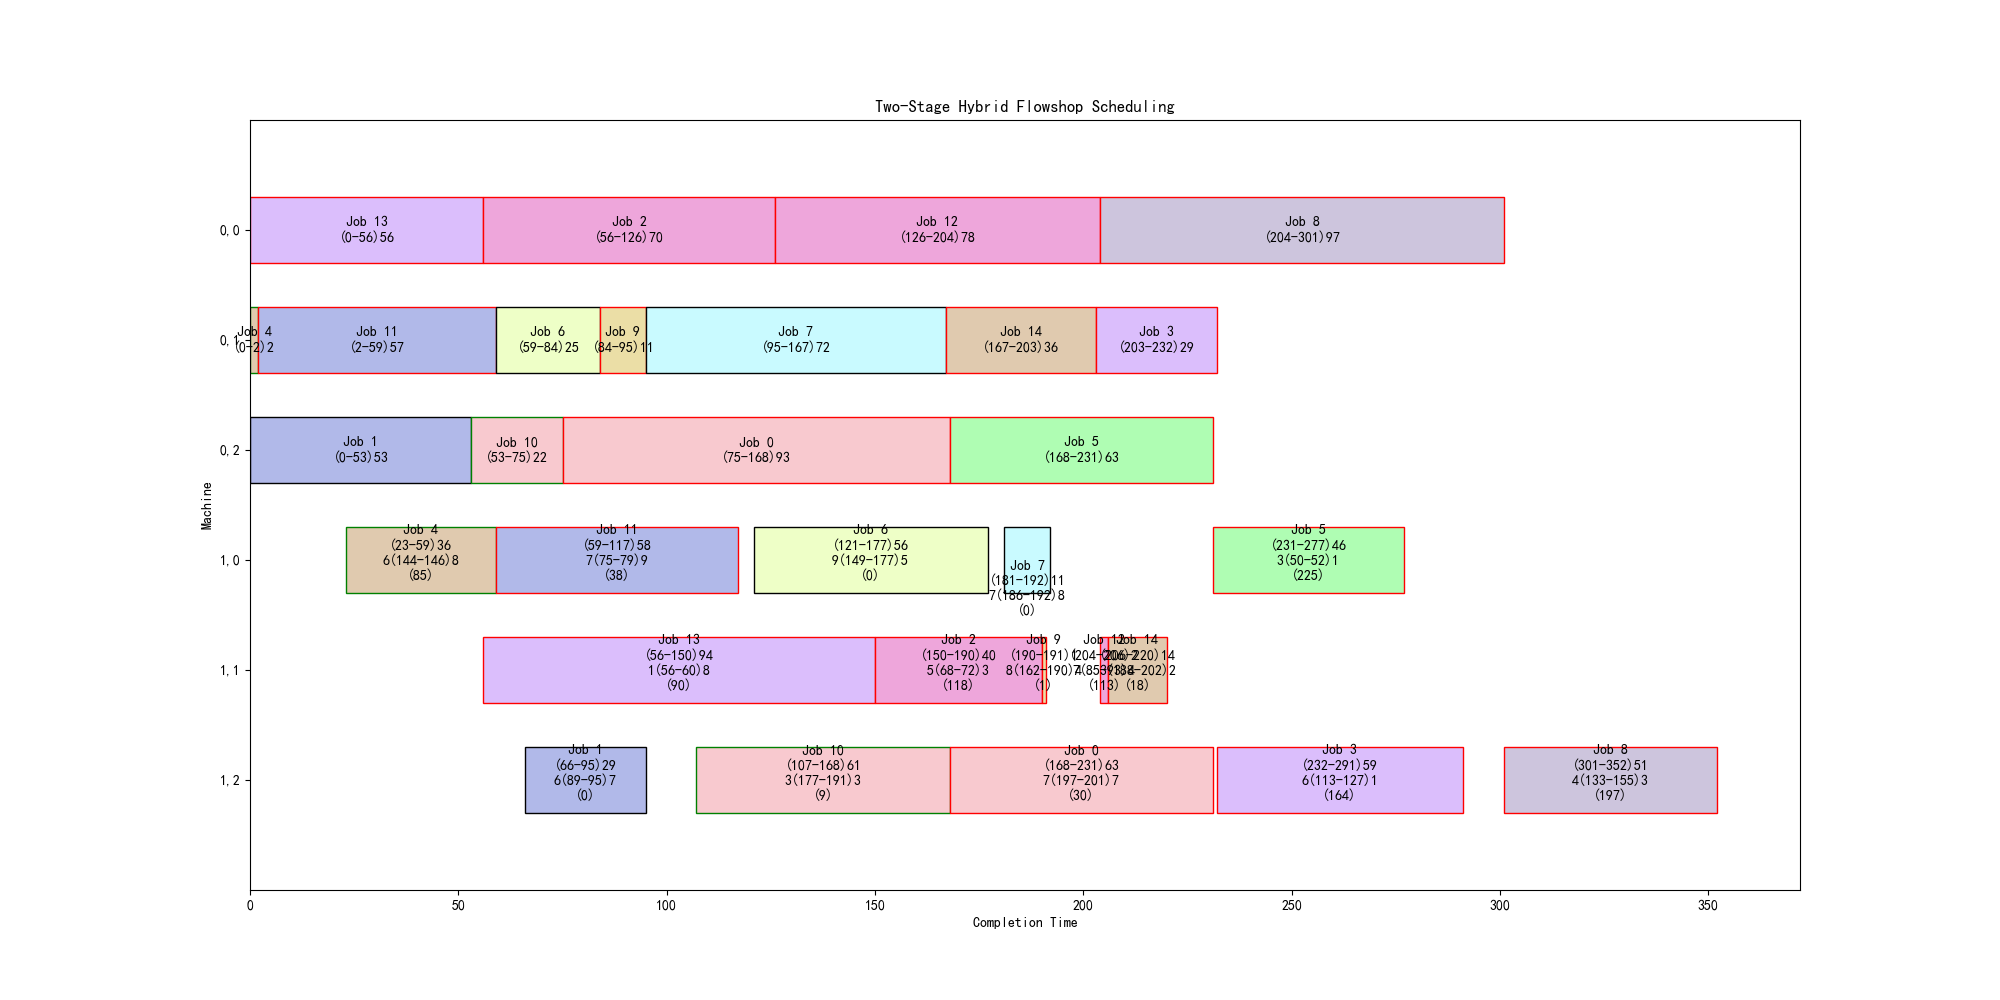 Two-Stage Hybrid Flowshop Scheduling
0,0
Job 13
(0-56)56
Job 2
(56-126)70
Job 12
(126-204)78
Job 8
(204-301)97
0,1
Job 4
(0-2)2
Job 11
(2-59)57
Job 6
(59-84)25
Job 9
(84-95)11
Job 7
(95-167)72
Job 14
(167-203)36
Job 3
(203-232)29
0,2
Job 1
(0-53)53
Job 10
(53-75)22
Job 0
(75-168)93
Job 5
(168-231)63
Machine
1,0
Job 4
(23-59)36
6(144-146)8
(85)
Job 11
(59-117)58
7(75-79)9
(38)
Job 6
(121-177)56
9(149-177)5
(0)
Job 7
(181-192)11
7(186-192)8
(0)
Job 5
(231-277)46
3(50-52)1
(225)
1,1
Job 13
(56-150)94
1(56-60)8
(90)
Job 2
(150-190)40
5(68-72)3
(118)
Job 9
(190-191)1
8(162-190)
(1)
Job 12
(204-206)2
(113)
Job 14
(206-220)14
(18)
1,2
Job 1
(66-95)29
6(89-95)7
(0)
Job 10
(107-168)61
3(177-191)3
(9)
Job 0
(168-231)63
7(197-201)7
(30)
Job 3
(232-291)59
6(113-127)1
(164)
Job 8
(301-352)51
4(133-155)3
(197)
0
50
100
150
200
250
300
350
Completion Time